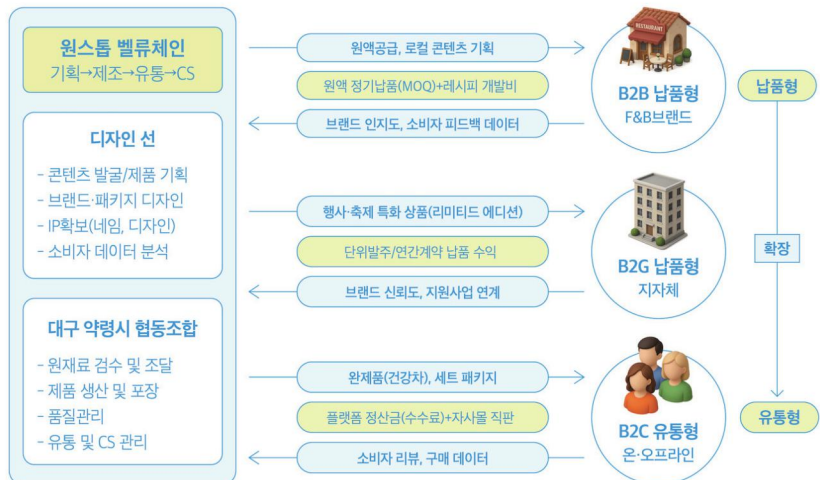 원스톱 벨류체인
기획→제조→유통→CS
디자인 선
- 콘텐츠 발굴/제품 기획
- 브랜드·패키지 디자인
- IP확보(네임, 디자인)
- 소비자 데이터 분석
대구 약령시 협동조합
- 원재료 검수 및 조달
- 제품 생산 및 포장
- 품질관리
- 유통 및 CS 관리
원액공급, 로컬 콘텐츠 기획
원액 정기납품(MOQ)+레시피 개발비
브랜드 인지도, 소비자 피드백 데이터
RESTAURANT
B2B 납품형
F&B브랜드
납품형
행사·축제 특화 상품(리미티드 에디션)
단위발주/연간계약 납품 수익
브랜드 신뢰도, 지원사업 연계
B2G 납품형
지자체
확장
완제품(건강차), 세트 패키지
플랫폼 정산금(수수료)+자사몰 직판
소비자 리뷰, 구매 데이터
B2C 유통형
온·오프라인
유통형